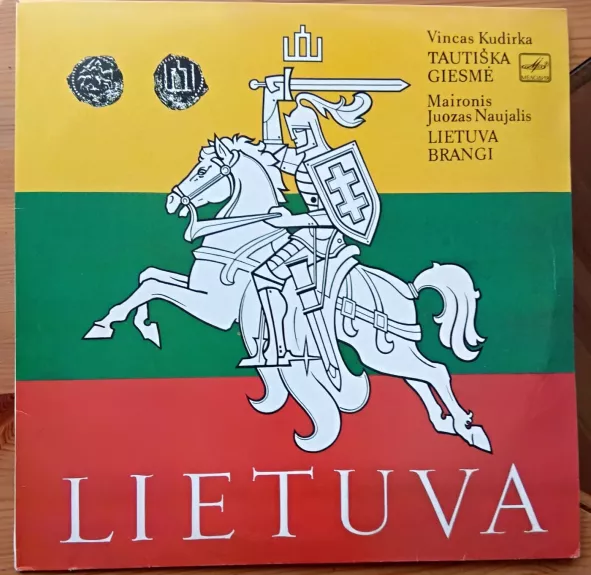 Vincas Kudirka
TAUTIŠKA
GIESMĖ
Maironis
Juozas Naujalis
LIETUVA
BRANGI
LIETUVA